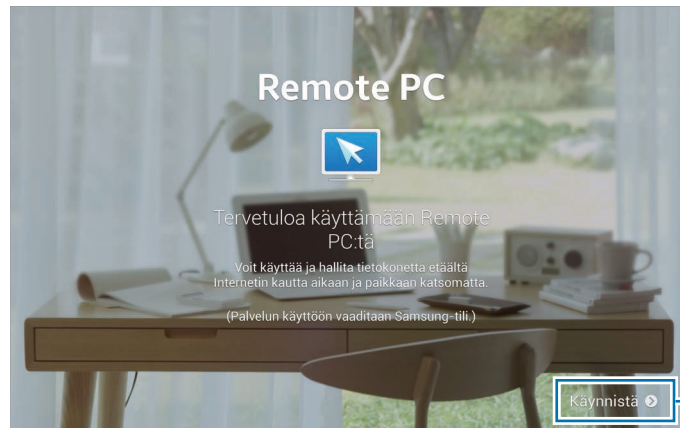 Remote PC
Tervetuloa käyttämään Remote
PC:tä
Voit käyttää ja hallita tietokonetta etäältä
Internetin kautta aikaan ja paikkaan katsomatta.
(Palvelun käyttöön vaaditaan Samsung-tili.)
Käynnistä